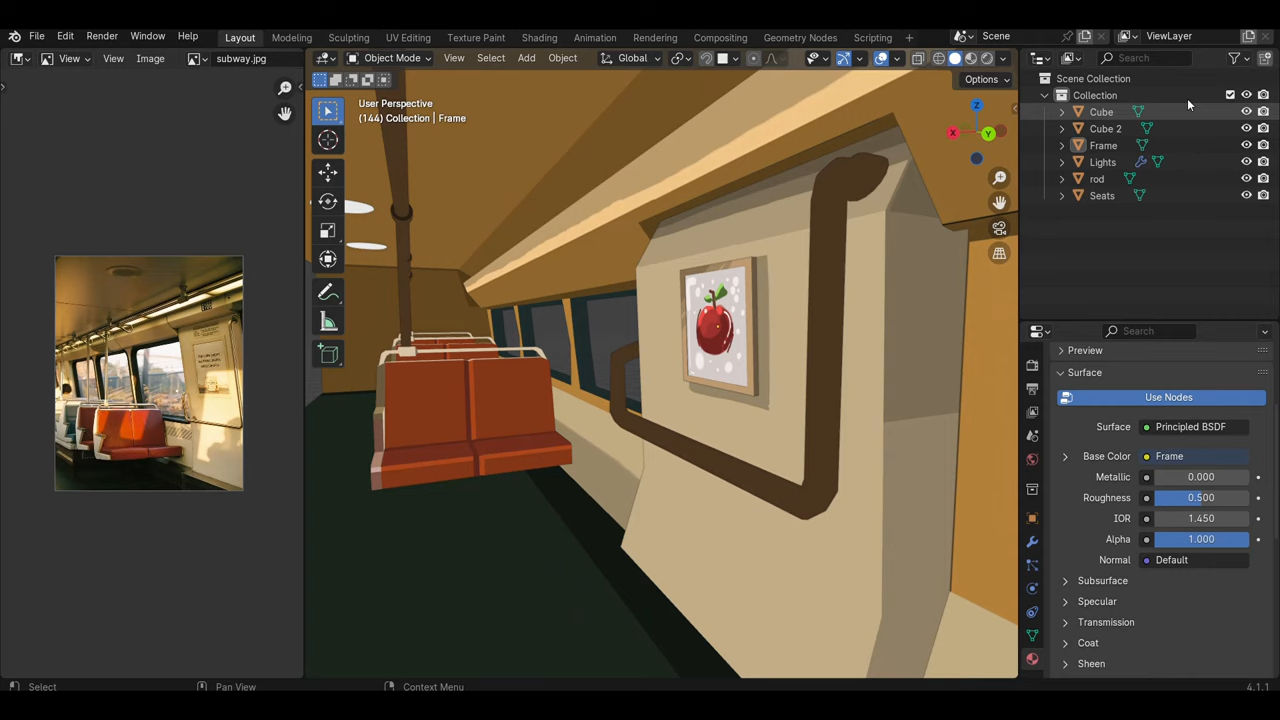 File Edit Render Window Help Layout Modeling Sculpting UV Editing Texture Paint Shading Animation Rendering Compositing Geometry Nodes Scripting + Scene ViewLayer
View View Image subway.jpg Object Mode View Select Add Object Global Search
Options
User Perspective
(144) Collection | Frame
Scene Collection
Collection
Cube
Cube 2
Frame
Lights
rod
Seats
X
Y
Z
Search
Preview
Surface
Use Nodes
Surface Principled BSDF
Base Color Frame
Metallic 0.000
Roughness 0.500
IOR 1.450
Alpha 1.000
Normal Default
Subsurface
Specular
Transmission
Coat
Sheen
Select Pan View Context Menu 4.1.1